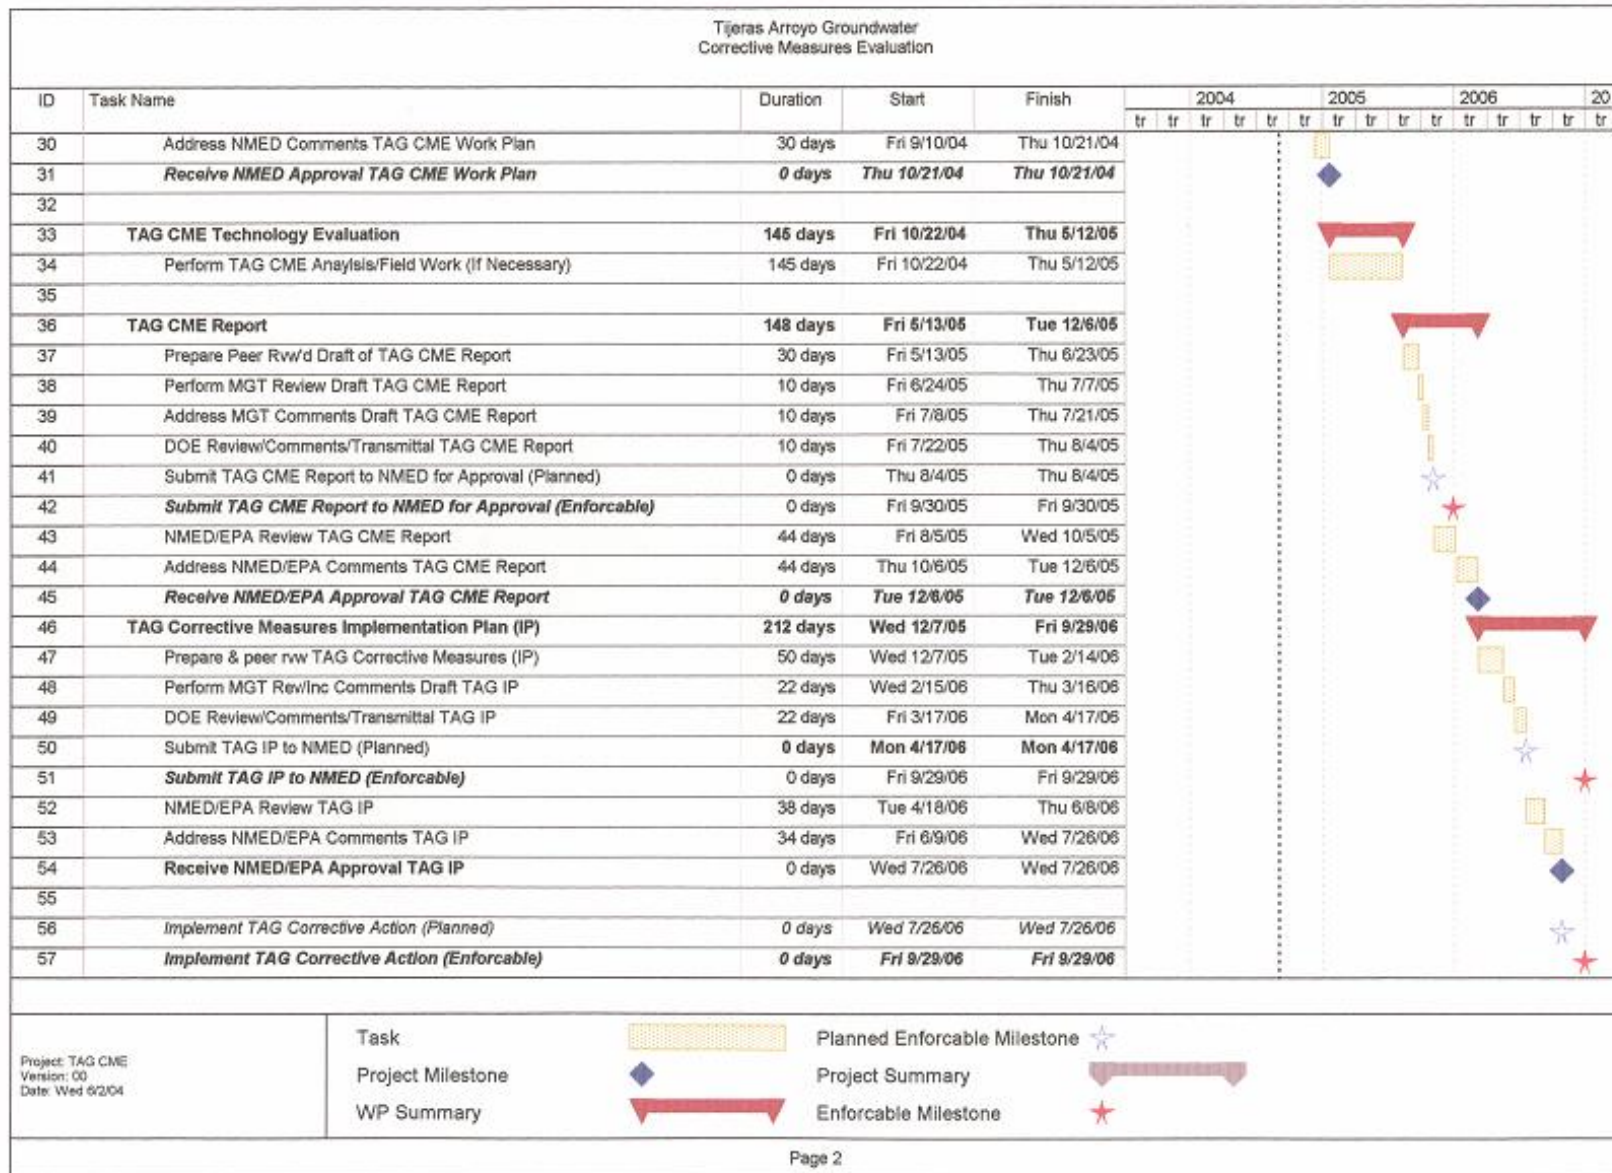 Tijeras Arroyo Groundwater
Corrective Measures Evaluation
ID Task Name Duration Start Finish 2004 2005 2006 20
tr tr tr tr tr tr tr tr tr tr tr tr tr tr tr
30 Address NMED Comments TAG CME Work Plan 30 days Fri 9/10/04 Thu 10/21/04
31 Receive NMED Approval TAG CME Work Plan 0 days Thu 10/21/04 Thu 10/21/04
32
33 TAG CME Technology Evaluation 145 days Fri 10/22/04 Thu 5/12/05
34 Perform TAG CME Anaylsis/Field Work (If Necessary) 145 days Fri 10/22/04 Thu 5/12/05
35
36 TAG CME Report 148 days Fri 5/13/05 Tue 12/6/05
37 Prepare Peer Rvw'd Draft of TAG CME Report 30 days Fri 5/13/05 Thu 6/23/05
38 Perform MGT Review Draft TAG CME Report 10 days Fri 6/24/05 Thu 7/7/05
39 Address MGT Comments Draft TAG CME Report 10 days Fri 7/8/05 Thu 7/21/05
40 DOE Review/Comments/Transmittal TAG CME Report 10 days Fri 7/22/05 Thu 8/4/05
41 Submit TAG CME Report to NMED for Approval (Planned) 0 days Thu 8/4/05 Thu 8/4/05
42 Submit TAG CME Report to NMED for Approval (Enforcable) 0 days Fri 9/30/05 Fri 9/30/05
43 NMED/EPA Review TAG CME Report 44 days Fri 8/5/05 Wed 10/5/05
44 Address NMED/EPA Comments TAG CME Report 44 days Thu 10/6/05 Tue 12/6/05
45 Receive NMED/EPA Approval TAG CME Report 0 days Tue 12/6/05 Tue 12/6/05
46 TAG Corrective Measures Implementation Plan (IP) 212 days Wed 12/7/05 Fri 9/29/06
47 Prepare & peer rvw TAG Corrective Measures (IP) 50 days Wed 12/7/05 Tue 2/14/06
48 Perform MGT Rev/Inc Comments Draft TAG IP 22 days Wed 2/15/06 Thu 3/16/06
49 DOE Review/Comments/Transmittal TAG IP 22 days Fri 3/17/06 Mon 4/17/06
50 Submit TAG IP to NMED (Planned) 0 days Mon 4/17/06 Mon 4/17/06
51 Submit TAG IP to NMED (Enforcable) 0 days Fri 9/29/06 Fri 9/29/06
52 NMED/EPA Review TAG IP 38 days Tue 4/18/06 Thu 6/8/06
53 Address NMED/EPA Comments TAG IP 34 days Fri 6/9/06 Wed 7/26/06
54 Receive NMED/EPA Approval TAG IP 0 days Wed 7/26/06 Wed 7/26/06
55
56 Implement TAG Corrective Action (Planned) 0 days Wed 7/26/06 Wed 7/26/06
57 Implement TAG Corrective Action (Enforcable) 0 days Fri 9/29/06 Fri 9/29/06
Project: TAG CME
Version: 00
Date: Wed 6/2/04
Task
Project Milestone
WP Summary
Planned Enforcable Milestone
Project Summary
Enforcable Milestone
Page 2